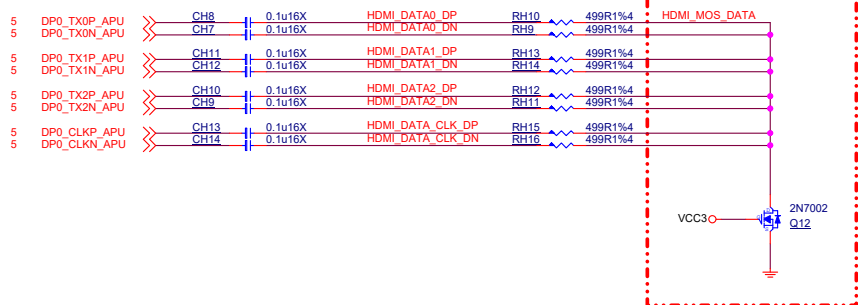 5 DP0_TX0P_APU CH8 0.1u16X HDMI_DATA0_DP RH10 499R1%4 HDMI_MOS_DATA
5 DP0_TX0N_APU CH7 0.1u16X HDMI_DATA0_DN RH9 499R1%4
5 DP0_TX1P_APU CH11 0.1u16X HDMI_DATA1_DP RH13 499R1%4
5 DP0_TX1N_APU CH12 0.1u16X HDMI_DATA1_DN RH14 499R1%4
5 DP0_TX2P_APU CH10 0.1u16X HDMI_DATA2_DP RH12 499R1%4
5 DP0_TX2N_APU CH9 0.1u16X HDMI_DATA2_DN RH11 499R1%4
5 DP0_CLKP_APU CH13 0.1u16X HDMI_DATA_CLK_DP RH15 499R1%4
5 DP0_CLKN_APU CH14 0.1u16X HDMI_DATA_CLK_DN RH16 499R1%4
2N7002
VCC3 Q12